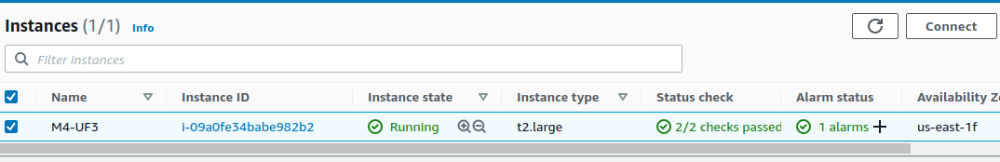 Instances (1/1) Info Connect
Filter instances
Name Instance ID Instance state Instance type Status check Alarm status Availability Z
M4-UF3 i-09a0fe34babe982b2 Running t2.large 2/2 checks passed 1 alarms + us-east-1f